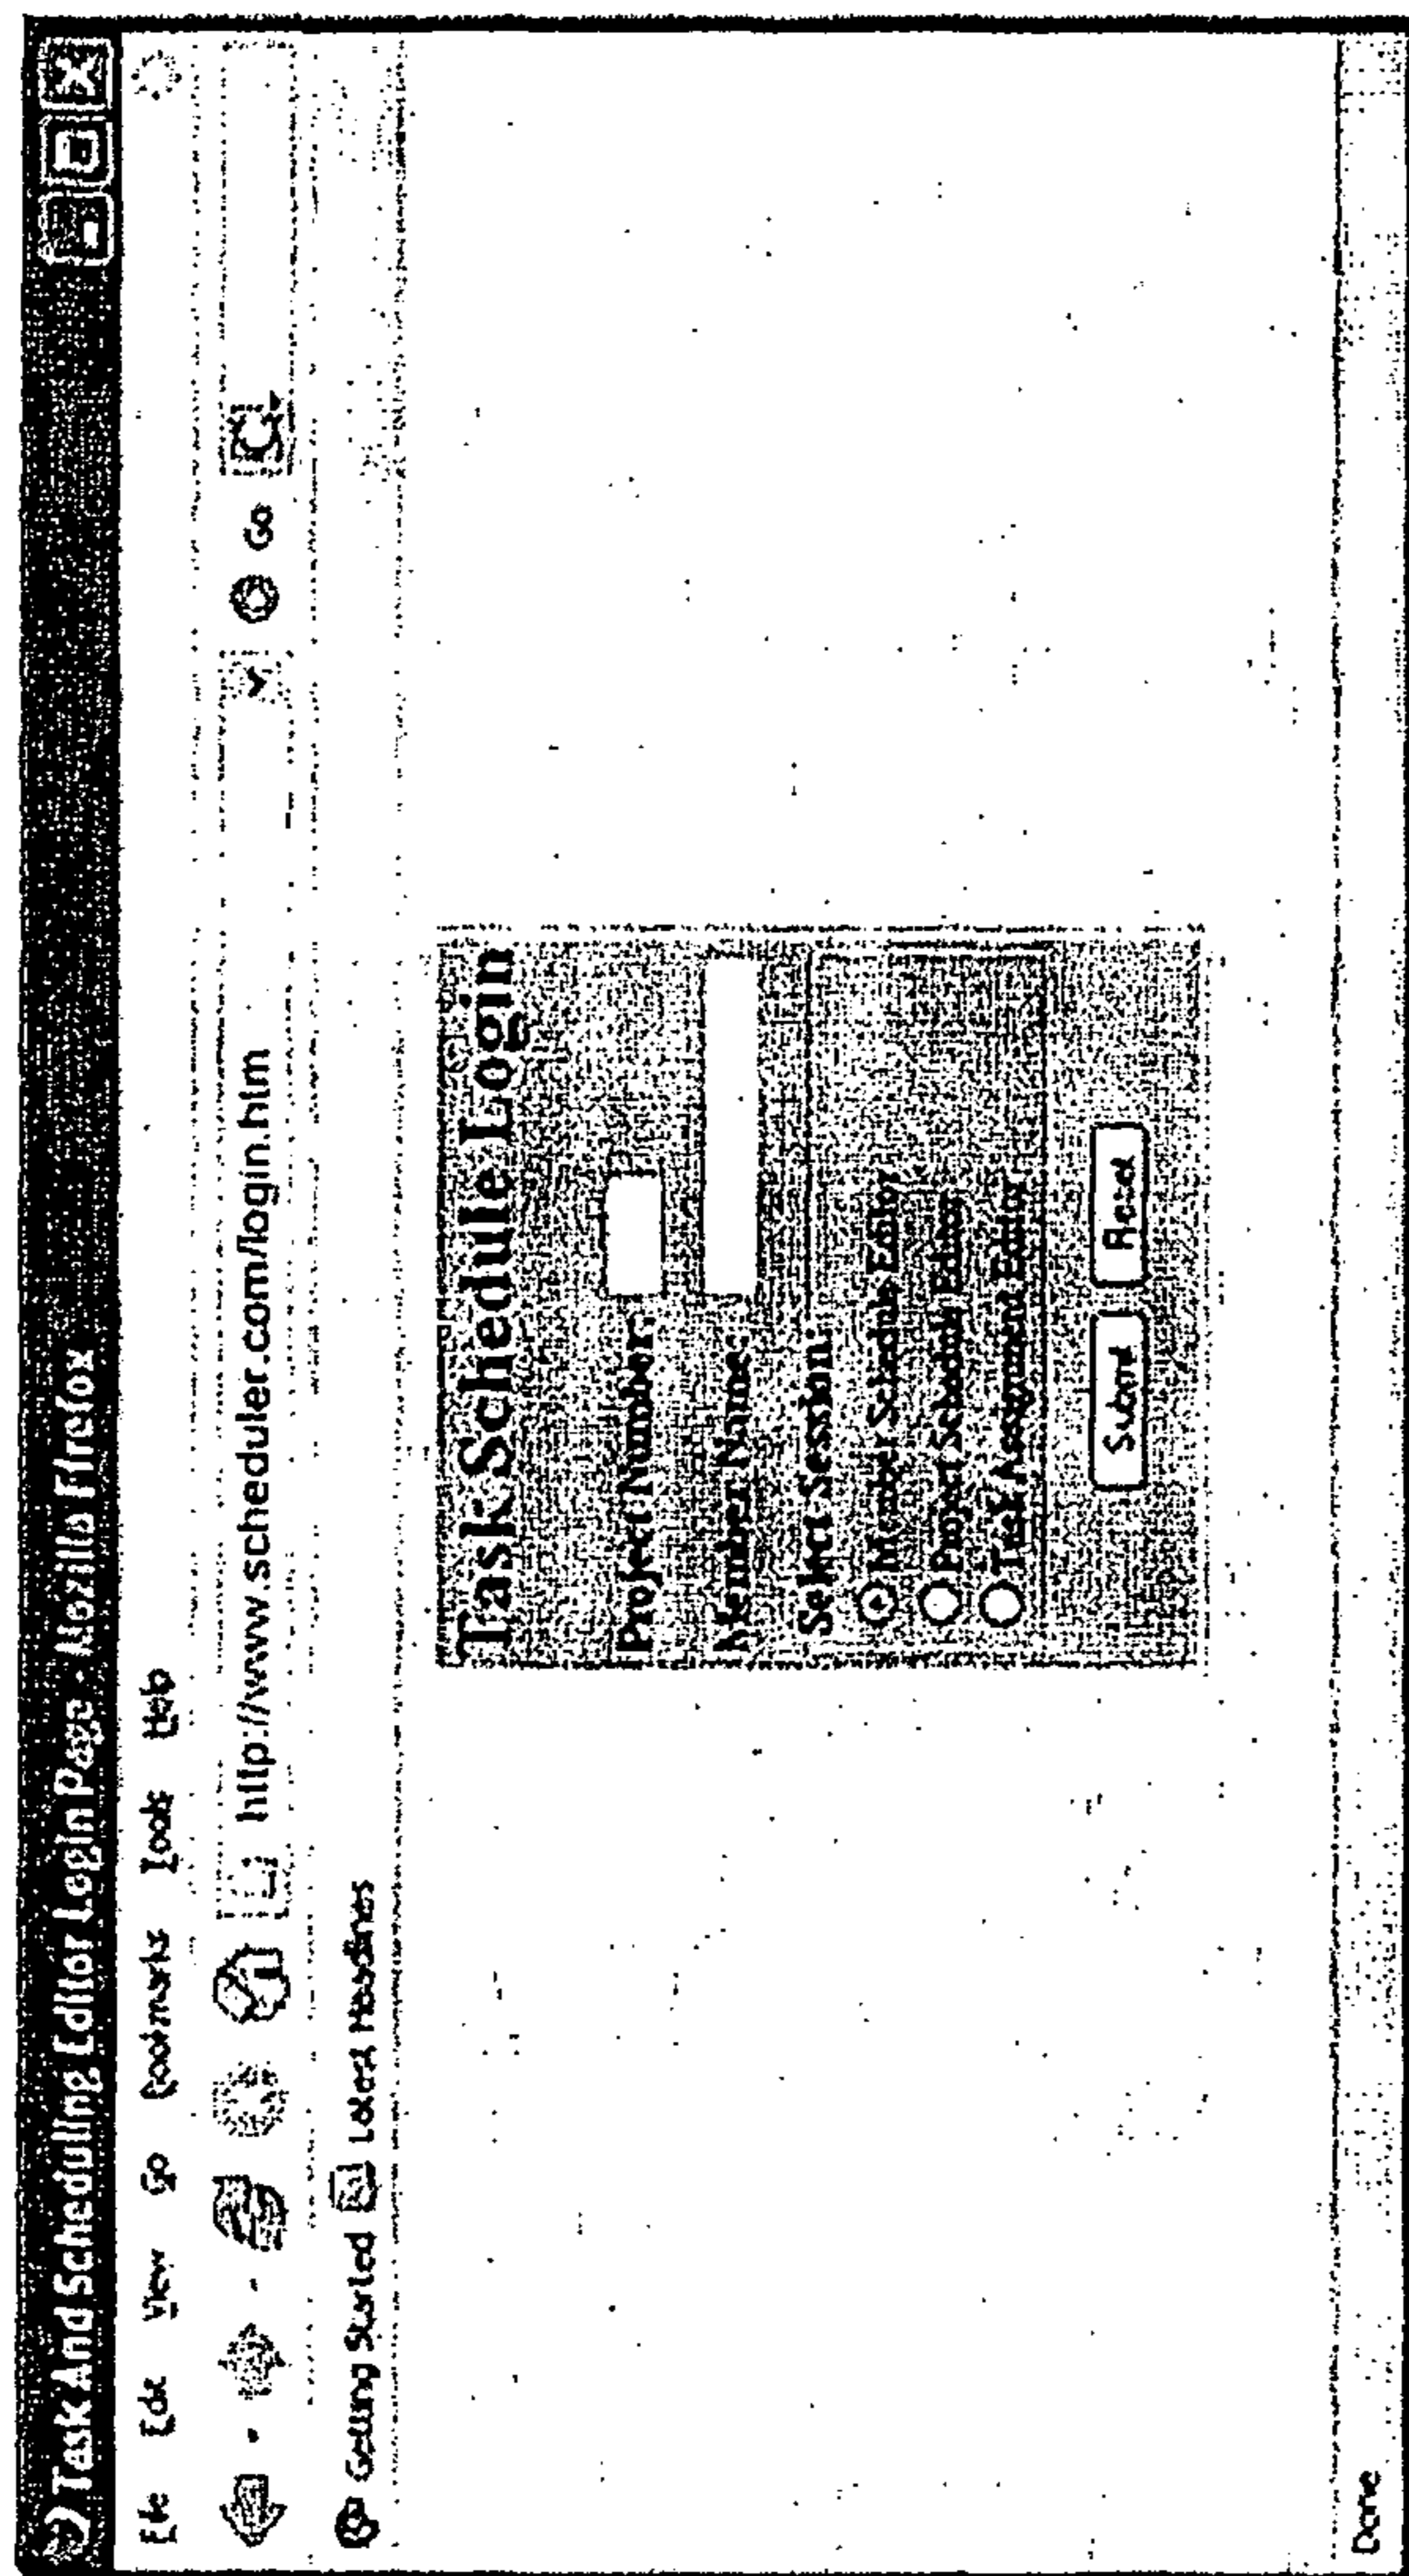 Task And Scheduling Editor Login Page - Mozilla Firefox
File Edit View Go Bookmarks Tools Help
http://www.scheduler.com/login.htm Go
Getting Started Latest Headlines
Task Schedule Login
Project Number:
Member Name:
Select Session:
Member Schedule Editor
Project Schedule Editor
Task Assignment Editor
Submit Reset
Done